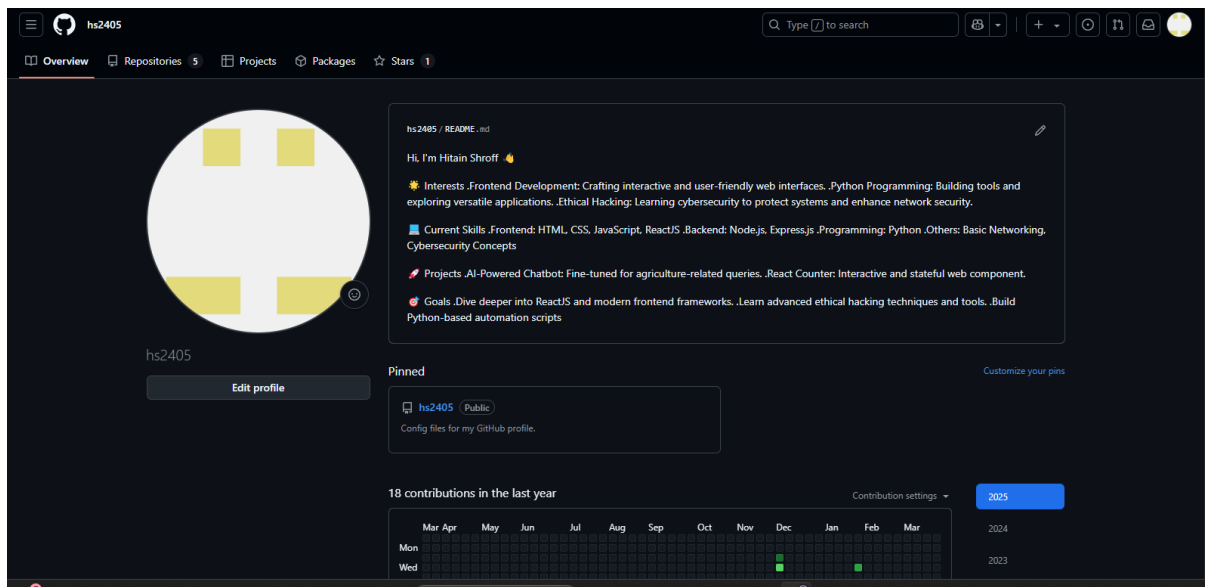 hs2405
Type / to search
Overview
Repositories 5
Projects
Packages
Stars 1
hs2405 / README.md
Hi, I'm Hitain Shroff 👋
🌟 Interests .Frontend Development: Crafting interactive and user-friendly web interfaces. .Python Programming: Building tools and
exploring versatile applications. .Ethical Hacking: Learning cybersecurity to protect systems and enhance network security.
💻 Current Skills .Frontend: HTML, CSS, JavaScript, ReactJS .Backend: Node.js, Express.js .Programming: Python .Others: Basic Networking,
Cybersecurity Concepts
🚀 Projects .AI-Powered Chatbot: Fine-tuned for agriculture-related queries. .React Counter: Interactive and stateful web component.
🎯 Goals .Dive deeper into ReactJS and modern frontend frameworks. .Learn advanced ethical hacking techniques and tools. .Build
Python-based automation scripts
hs2405
Edit profile
Pinned
Customize your pins
hs2405 Public
Config files for my GitHub profile.
18 contributions in the last year
Contribution settings
2025
2024
2023
Mar Apr May Jun Jul Aug Sep Oct Nov Dec Jan Feb Mar
Mon
Wed